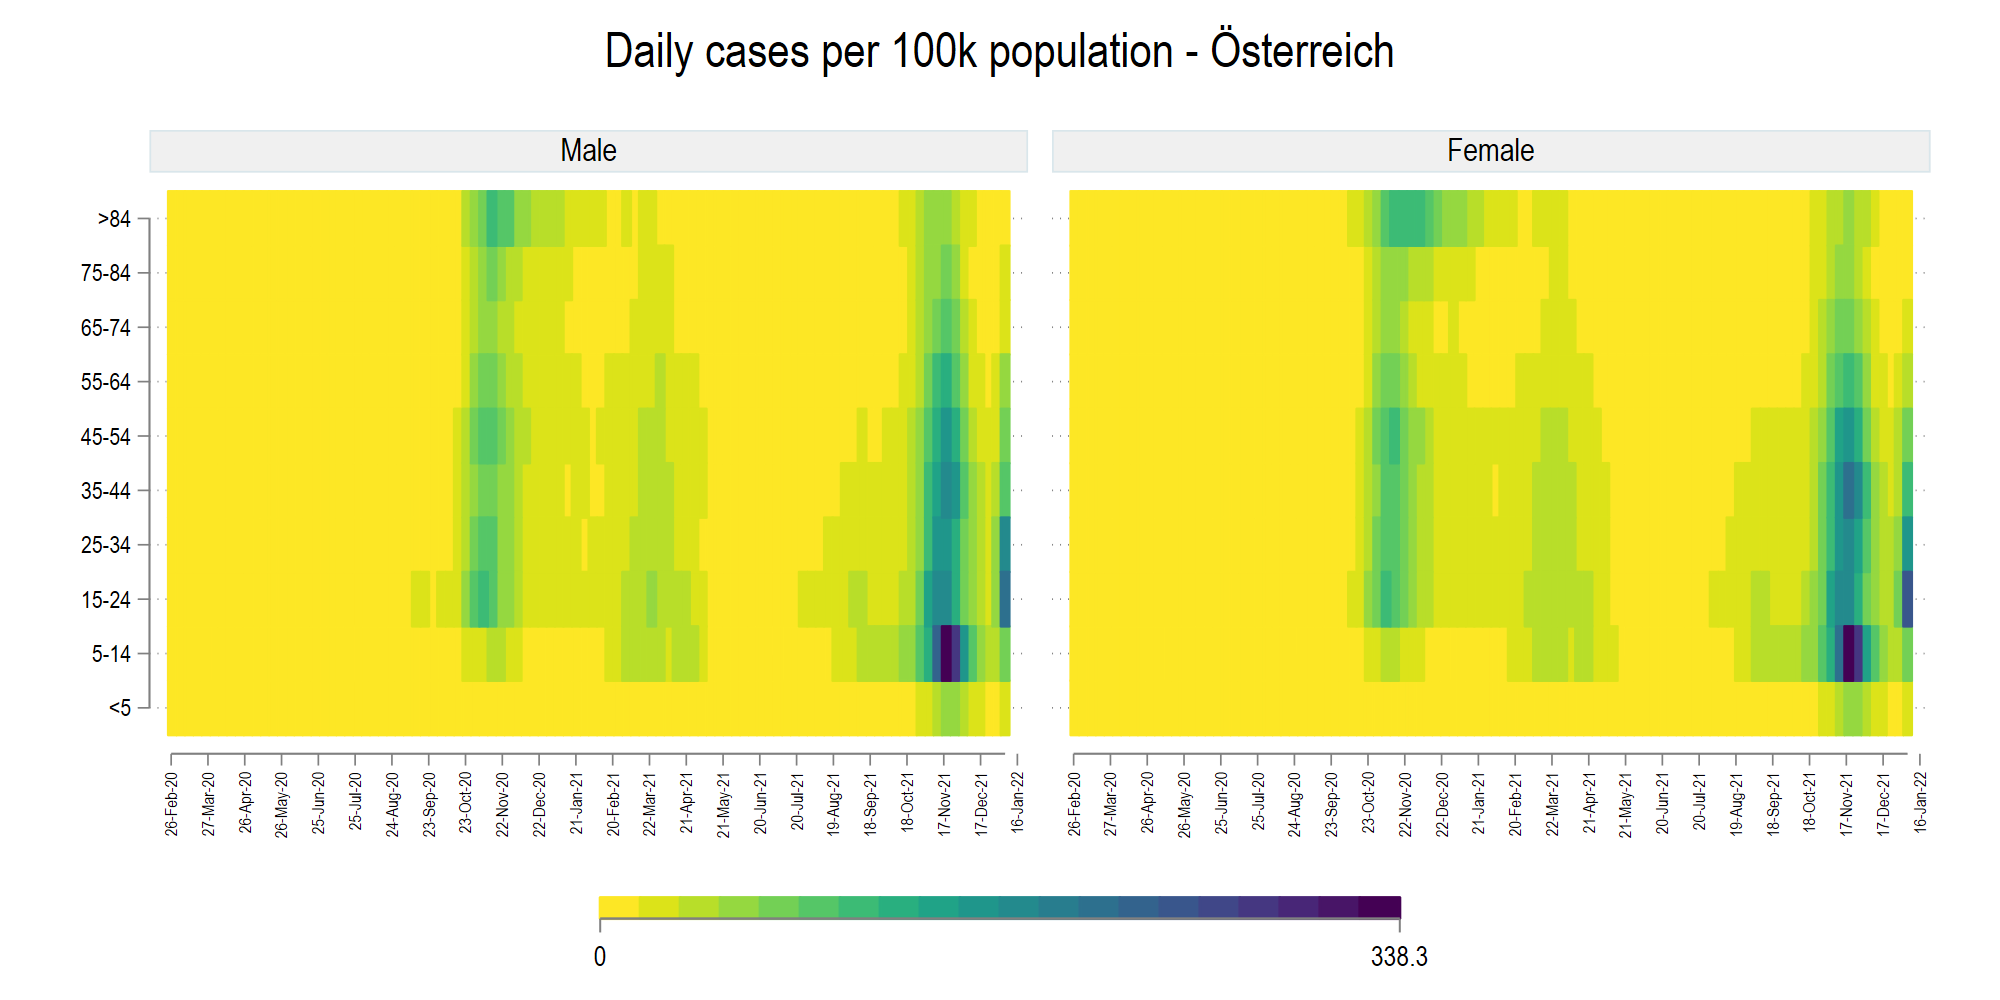 Daily cases per 100k population - Österreich
Male
Female
>84
75-84
65-74
55-64
45-54
35-44
25-34
15-24
5-14
<5
26-Feb-20 27-Mar-20 26-Apr-20 26-May-20 25-Jun-20 25-Jul-20 24-Aug-20 23-Sep-20 23-Oct-20 22-Nov-20 22-Dec-20 21-Jan-21 20-Feb-21 22-Mar-21 21-Apr-21 21-May-21 20-Jun-21 20-Jul-21 19-Aug-21 18-Sep-21 18-Oct-21 17-Nov-21 17-Dec-21 16-Jan-22
26-Feb-20 27-Mar-20 26-Apr-20 26-May-20 25-Jun-20 25-Jul-20 24-Aug-20 23-Sep-20 23-Oct-20 22-Nov-20 22-Dec-20 21-Jan-21 20-Feb-21 22-Mar-21 21-Apr-21 21-May-21 20-Jun-21 20-Jul-21 19-Aug-21 18-Sep-21 18-Oct-21 17-Nov-21 17-Dec-21 16-Jan-22
0 338.3